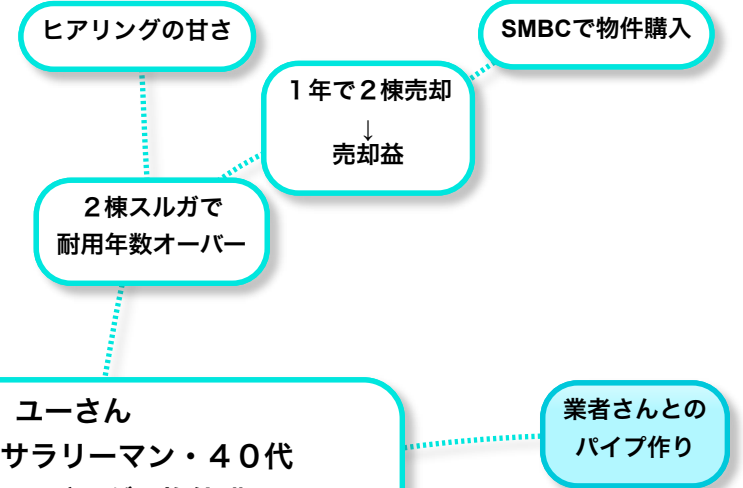 ヒアリングの甘さ
SMBCで物件購入
１年で２棟売却
↓
売却益
２棟スルガで
耐用年数オーバー
ユーさん
サラリーマン・４０代
業者さんとの
パイプ作り